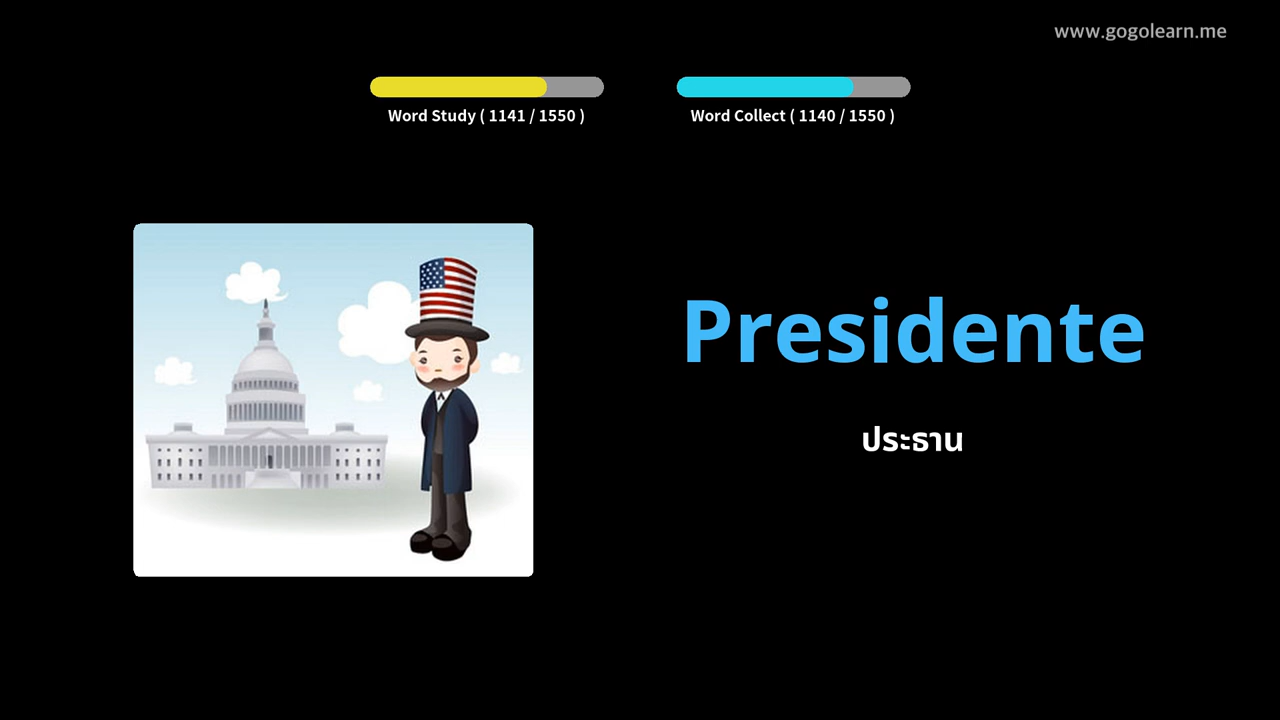 www.gogolearn.me
Word Study ( 1141 / 1550 )
Word Collect ( 1140 / 1550 )
Presidente
ประธาน